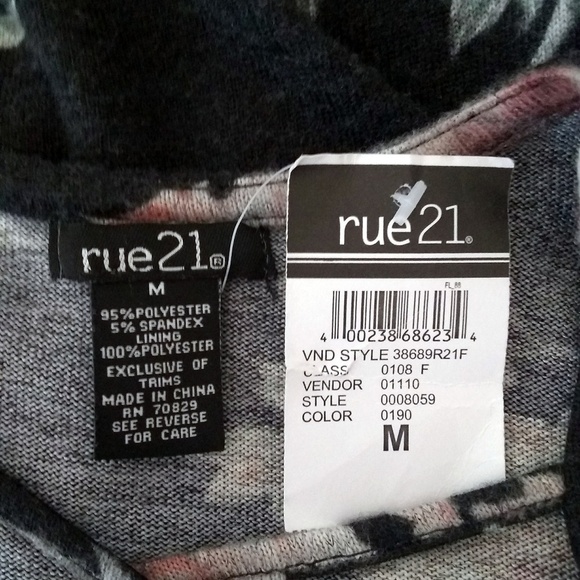 rue21®
M
95%POLYESTER
5% SPANDEX
LINING
100%POLYESTER
EXCLUSIVE OF
TRIMS
MADE IN CHINA
RN 70829
SEE REVERSE
FOR CARE
rue21®
FL_88
4 00238 68623 4
VND STYLE 38689R21F
CLASS 0108 F
VENDOR 01110
STYLE 0008059
COLOR 0190
M